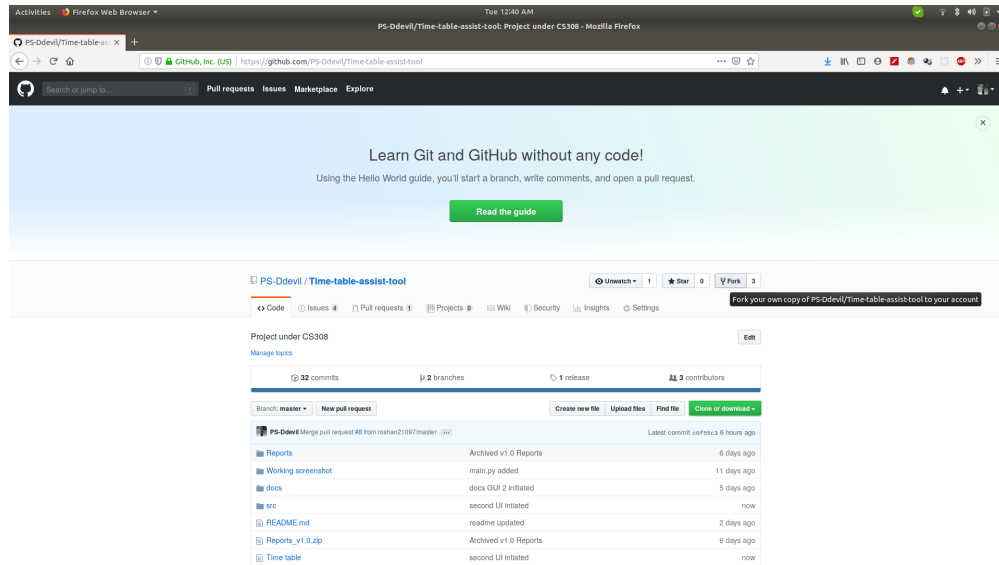 Activities Firefox Web Browser Tue 12:40 AM
PS-Ddevil/Time-table-assist-tool: Project under CS308 - Mozilla Firefox
PS-Ddevil/Time-table-as
GitHub, Inc. (US) https://github.com/PS-Ddevil/Time-table-assist-tool
Search or jump to... / Pull requests Issues Marketplace Explore
Learn Git and GitHub without any code!
Using the Hello World guide, you'll start a branch, write comments, and open a pull request.
Read the guide
PS-Ddevil / Time-table-assist-tool Unwatch 1 Star 0 Fork 3
Fork your own copy of PS-Ddevil/Time-table-assist-tool to your account
Code Issues 4 Pull requests 1 Projects 0 Wiki Security Insights Settings
Project under CS308 Edit
Manage topics
32 commits 2 branches 1 release 3 contributors
Branch: master New pull request Create new file Upload files Find file Clone or download
PS-Ddevil Merge pull request #8 from roshan21097/master ... Latest commit cef55c3 6 hours ago
Reports Archived v1.0 Reports 6 days ago
Working screenshot main.py added 11 days ago
docs docs GUI 2 initiated 5 days ago
src second UI intiated now
README.md readme updated 2 days ago
Reports_v1.0.zip Archived v1.0 Reports 6 days ago
Time table second UI intiated now